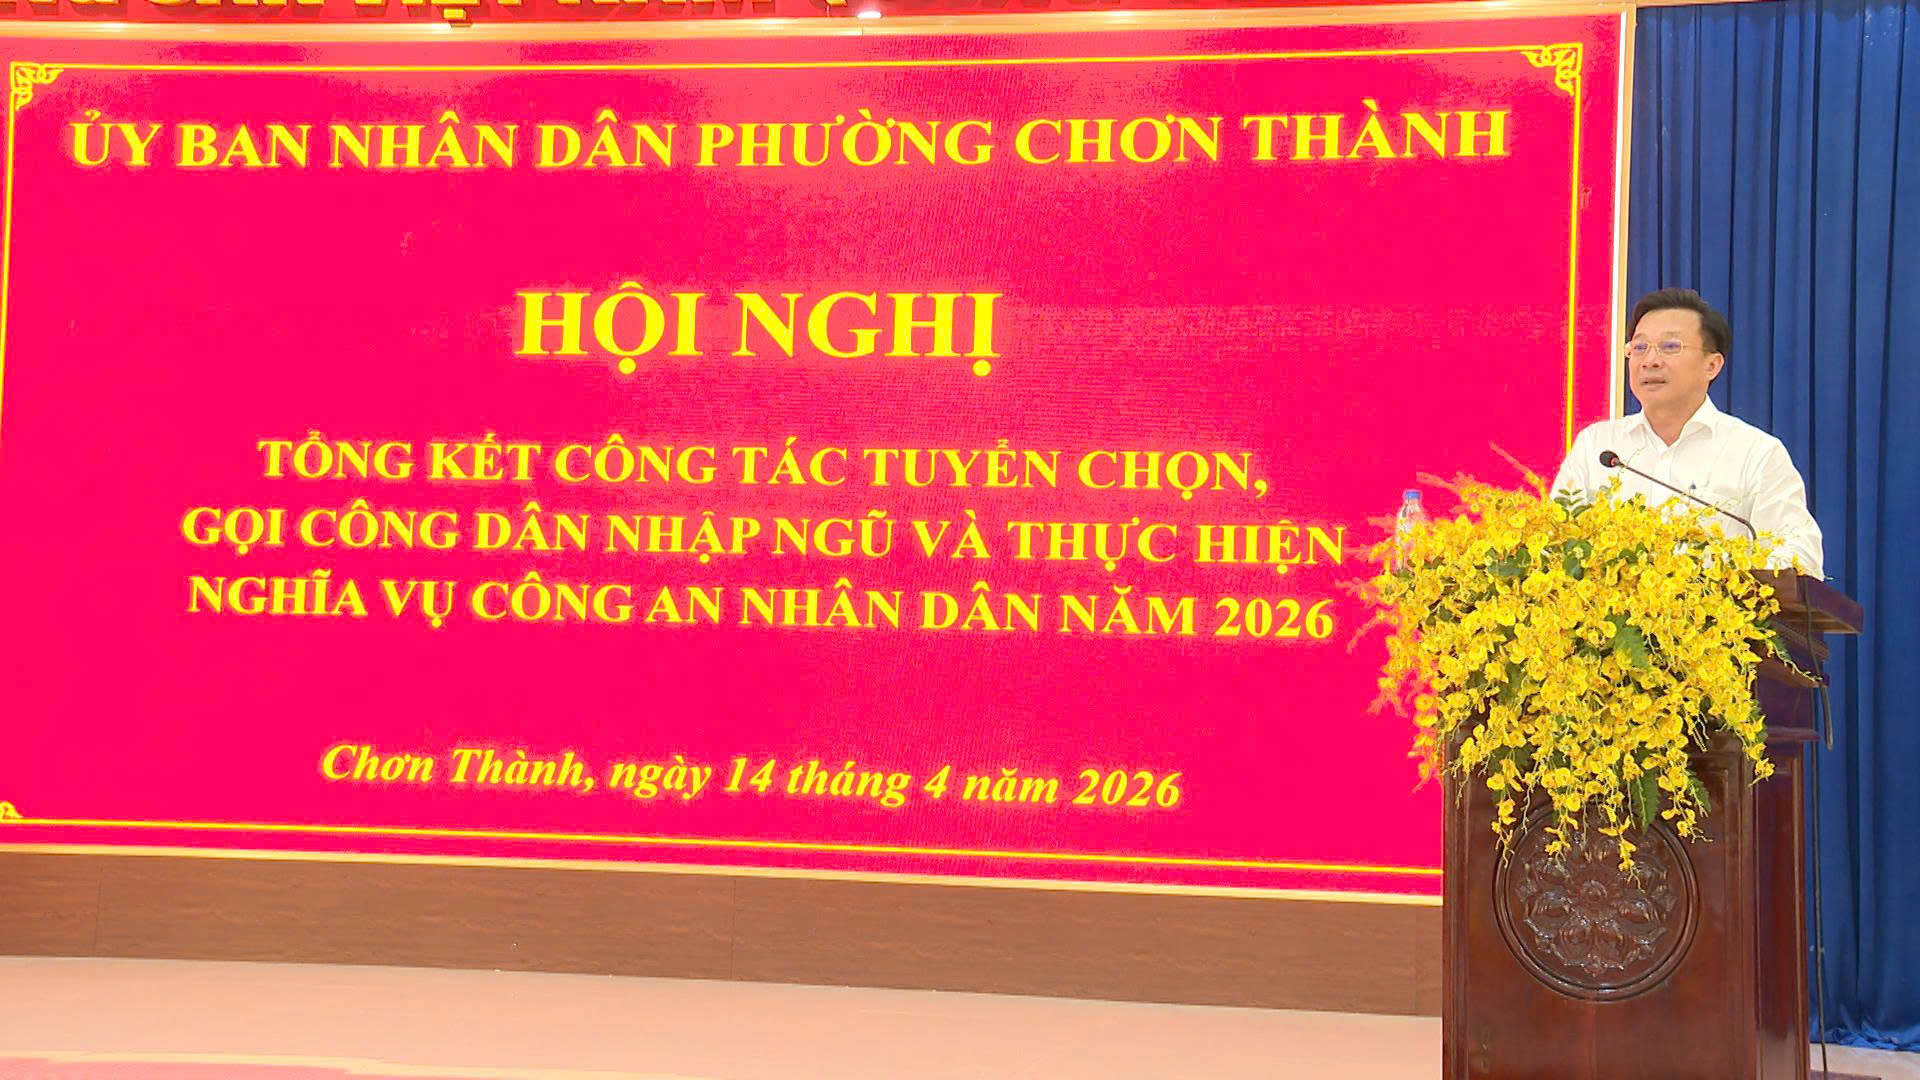 ỦY BAN NHÂN DÂN PHƯỜNG CHƠN THÀNH
HỘI NGHỊ
TỔNG KẾT CÔNG TÁC TUYỂN CHỌN,
GỌI CÔNG DÂN NHẬP NGŨ VÀ THỰC HIỆN
NGHĨA VỤ CÔNG AN NHÂN DÂN NĂM 2026
Chơn Thành, ngày 14 tháng 4 năm 2026